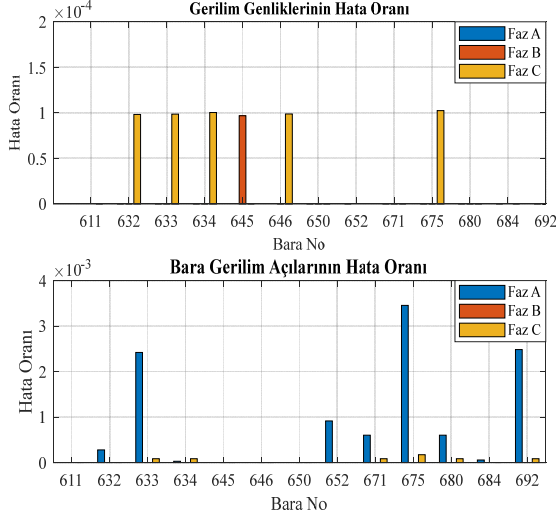 Gerilim Genliklerinin Hata Oranı
×10⁻⁴
Faz A
Faz B
Faz C
2
1.5
1
0.5
0
Hata Oranı
611 632 633 634 645 646 650 652 671 675 680 684 692
Bara No
Bara Gerilim Açılarının Hata Oranı
×10⁻³
Faz A
Faz B
Faz C
4
3
2
1
0
Hata Oranı
611 632 633 634 645 646 650 652 671 675 680 684 692
Bara No